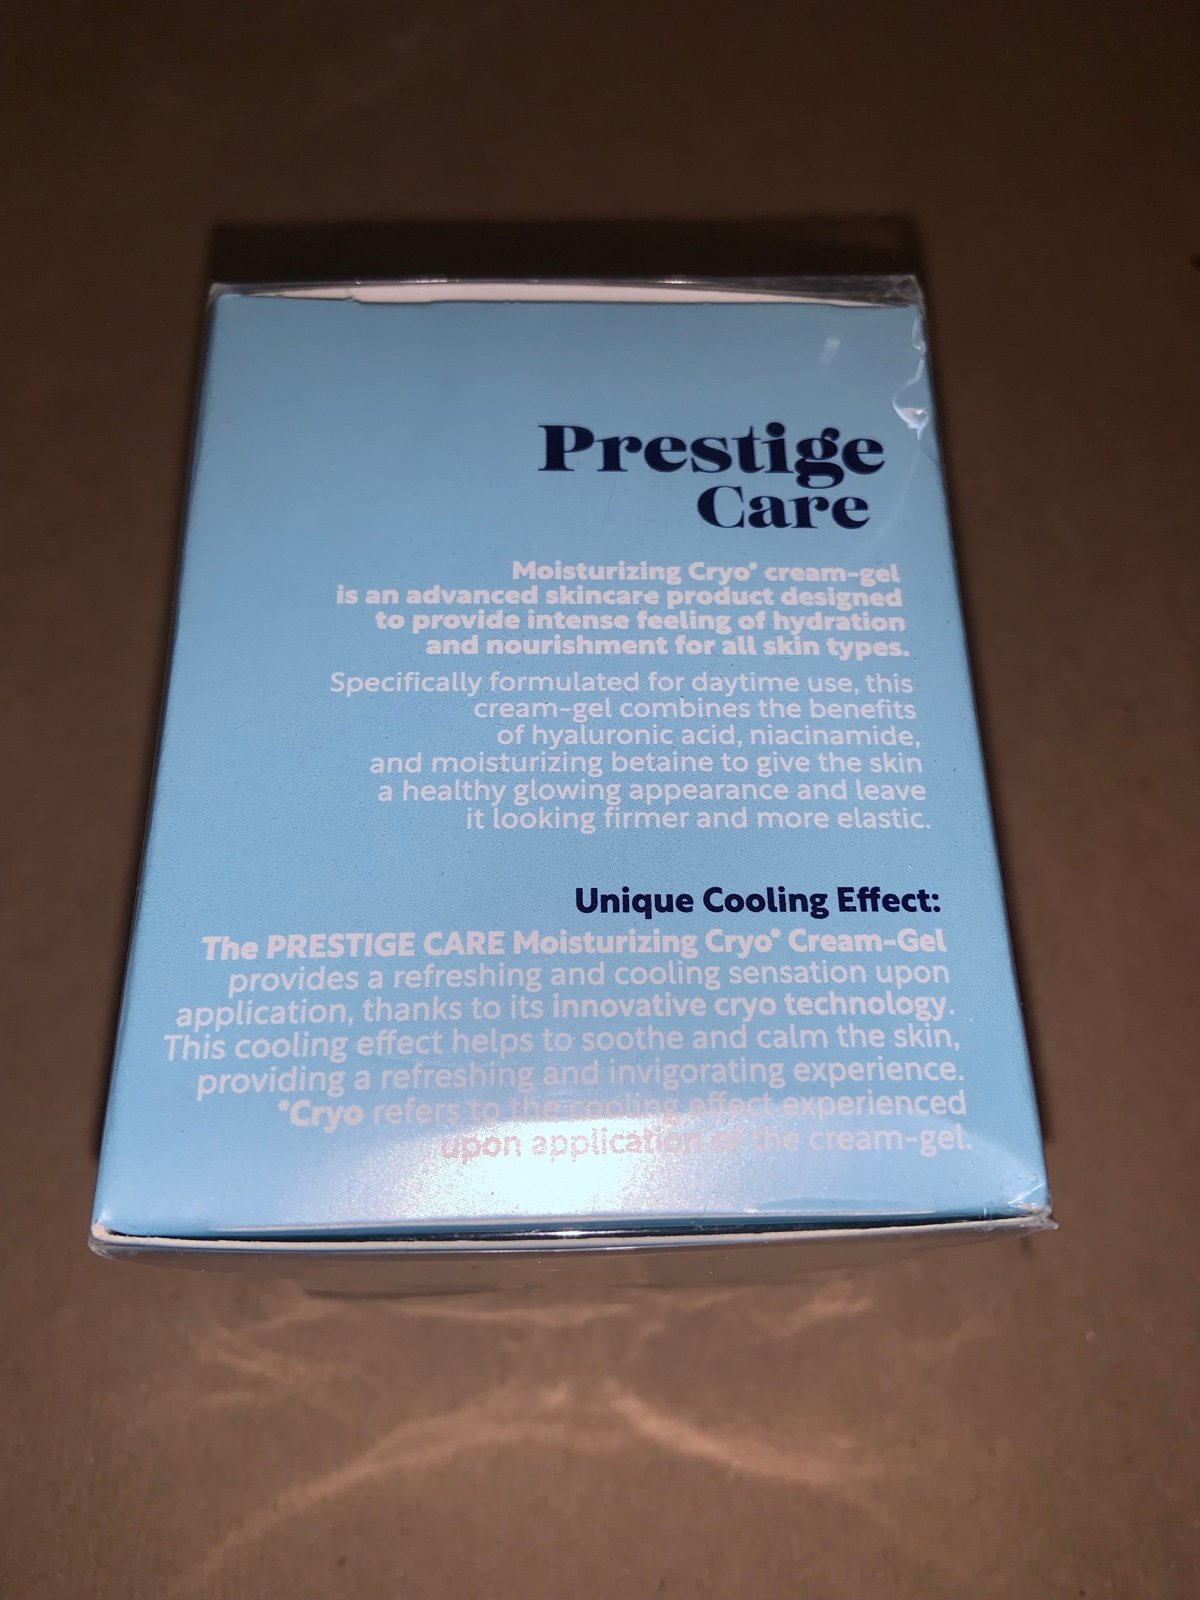 Prestige
Care
Moisturizing Cryo* cream-gel
is an advanced skincare product designed
to provide intense feeling of hydration
and nourishment for all skin types.
Specifically formulated for daytime use, this
cream-gel combines the benefits
of hyaluronic acid, niacinamide,
and moisturizing betaine to give the skin
a healthy glowing appearance and leave
it looking firmer and more elastic.
Unique Cooling Effect:
The PRESTIGE CARE Moisturizing Cryo* Cream-Gel
provides a refreshing and cooling sensation upon
application, thanks to its innovative cryo technology.
This cooling effect helps to soothe and calm the skin,
providing a refreshing and invigorating experience.
*Cryo refers to the cooling effect experienced
upon application of the cream-gel.